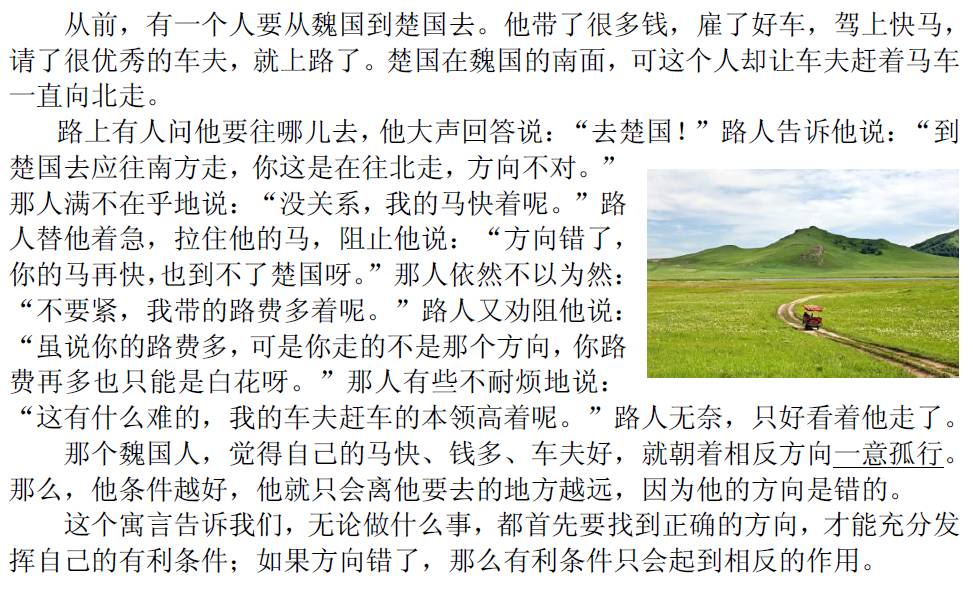 从前，有一个人要从魏国到楚国去。他带了很多钱，雇了好车，驾上快马，
请了很优秀的车夫，就上路了。楚国在魏国的南面，可这个人却让车夫赶着马车
一直向北走。
路上有人问他要往哪儿去，他大声回答说：“去楚国！”路人告诉他说：“到
楚国去应往南方走，你这是在往北走，方向不对。”
那人满不在乎地说：“没关系，我的马快着呢。”路
人替他着急，拉住他的马，阻止他说：“方向错了，
你的马再快，也到不了楚国呀。”那人依然不以为然：
“不要紧，我带的路费多着呢。”路人又劝阻他说：
“虽说你的路费多，可是你走的不是那个方向，你路
费再多也只能是白花呀。”那人有些不耐烦地说：
“这有什么难的，我的车夫赶车的本领高着呢。”路人无奈，只好看着他走了。
那个魏国人，觉得自己的马快、钱多、车夫好，就朝着相反方向一意孤行。
那么，他条件越好，他就只会离他要去的地方越远，因为他的方向是错的。
这个寓言告诉我们，无论做什么事，都首先要找到正确的方向，才能充分发
挥自己的有利条件；如果方向错了，那么有利条件只会起到相反的作用。